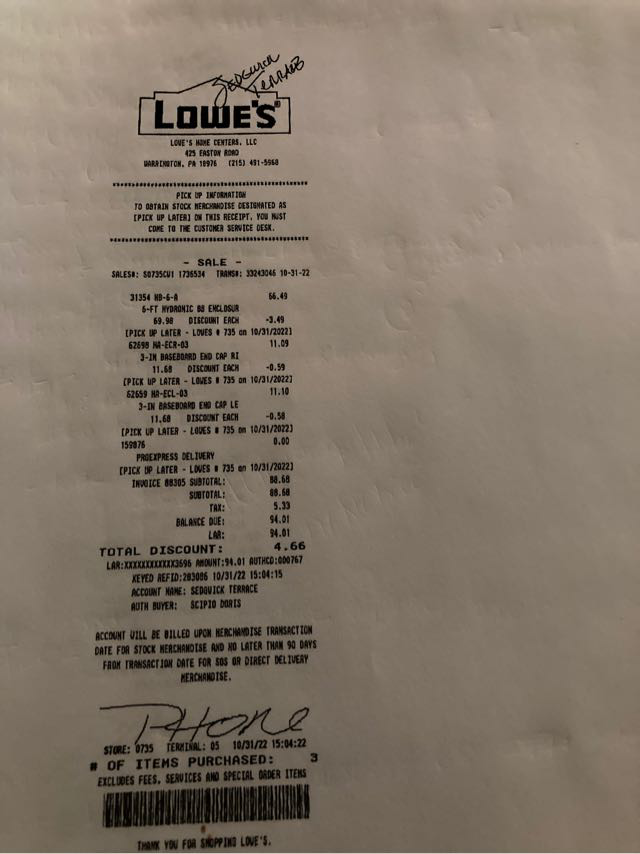 SEDGWICK
TERRACE
LOWE'S
LOWE'S HOME CENTERS, LLC
425 EASTON ROAD
WARRINGTON, PA 18976 (215) 491-5968
PICK UP INFORMATION
TO OBTAIN STOCK MERCHANDISE DESIGNATED AS
[PICK UP LATER] ON THIS RECEIPT, YOU MUST
COME TO THE CUSTOMER SERVICE DESK.
- SALE -
SALES#: S0735CW1 1736534 TRANS#: 33243046 10-31-22
31354 HB-6-A 66.49
6-FT HYDRONIC BB ENCLOSUR
69.98 DISCOUNT EACH -3.49
[PICK UP LATER - LOWES # 735 on 10/31/2022]
62698 HA-ECR-03 11.09
3-IN BASEBOARD END CAP RI
11.68 DISCOUNT EACH -0.59
[PICK UP LATER - LOWES # 735 on 10/31/2022]
62659 HA-ECL-03 11.10
3-IN BASEBOARD END CAP LE
11.68 DISCOUNT EACH -0.58
[PICK UP LATER - LOWES # 735 on 10/31/2022]
159876 0.00
PROEXPRESS DELIVERY
[PICK UP LATER - LOWES # 735 on 10/31/2022]
INVOICE 88305 SUBTOTAL: 88.68
SUBTOTAL: 88.68
TAX: 5.33
BALANCE DUE: 94.01
LAR: 94.01
TOTAL DISCOUNT: 4.66
LAR:XXXXXXXXXXXX3696 AMOUNT:94.01 AUTHCD:000767
KEYED REFID:283086 10/31/22 15:04:15
ACCOUNT NAME: SEDGWICK TERRACE
AUTH BUYER: SCIPIO DORIS
ACCOUNT WILL BE BILLED UPON MERCHANDISE TRANSACTION
DATE FOR STOCK MERCHANDISE AND NO LATER THAN 90 DAYS
FROM TRANSACTION DATE FOR SOS OR DIRECT DELIVERY
MERCHANDISE.
PHONE
STORE: 0735 TERMINAL: 05 10/31/22 15:04:22
# OF ITEMS PURCHASED: 3
EXCLUDES FEES, SERVICES AND SPECIAL ORDER ITEMS
THANK YOU FOR SHOPPING LOWE'S.